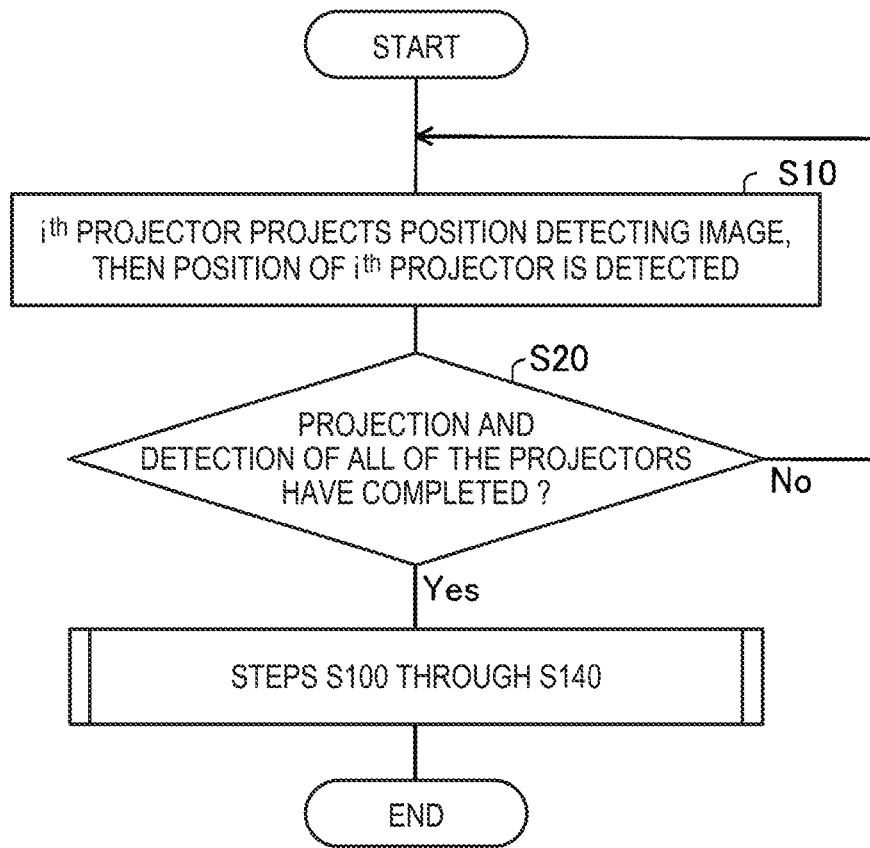 START
S10
ith PROJECTOR PROJECTS POSITION DETECTING IMAGE,
THEN POSITION OF ith PROJECTOR IS DETECTED
S20
PROJECTION AND
DETECTION OF ALL OF THE PROJECTORS
HAVE COMPLETED ?
No
Yes
STEPS S100 THROUGH S140
END